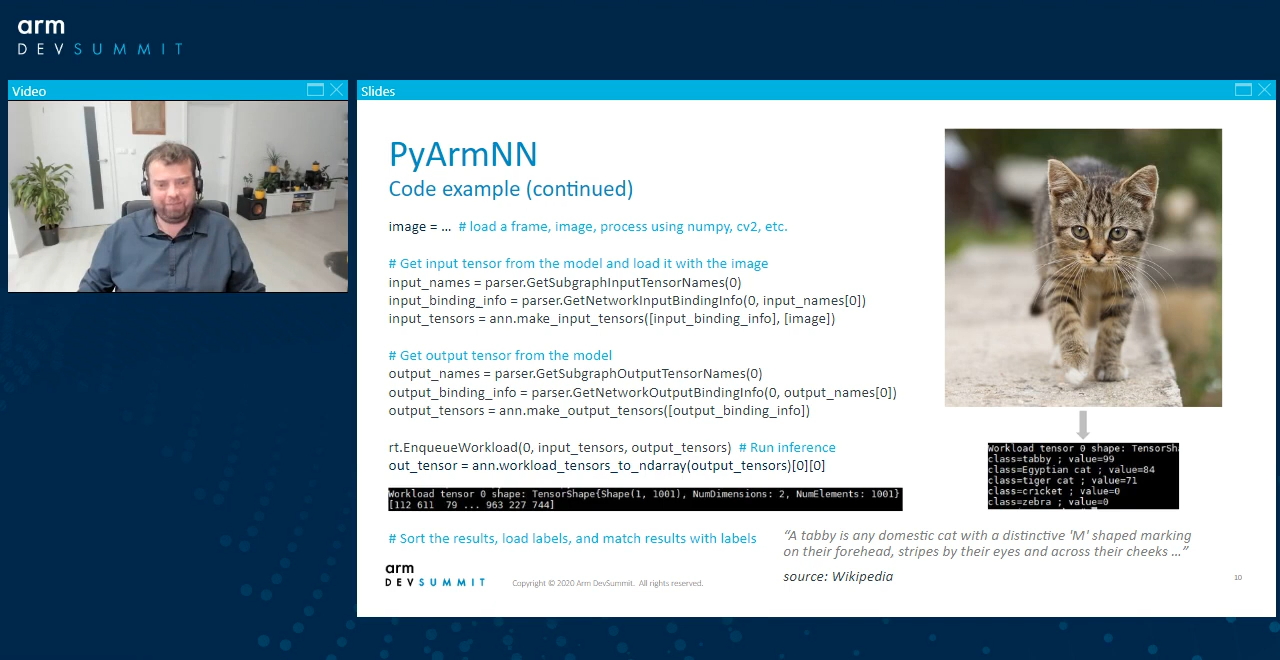 arm
DEVSUMMIT
Video
Slides
PyArmNN
Code example (continued)
image = … # load a frame, image, process using numpy, cv2, etc.
# Get input tensor from the model and load it with the image
input_names = parser.GetSubgraphInputTensorNames(0)
input_binding_info = parser.GetNetworkInputBindingInfo(0, input_names[0])
input_tensors = ann.make_input_tensors([input_binding_info], [image])
# Get output tensor from the model
output_names = parser.GetSubgraphOutputTensorNames(0)
output_binding_info = parser.GetNetworkOutputBindingInfo(0, output_names[0])
output_tensors = ann.make_output_tensors([output_binding_info])
rt.EnqueueWorkload(0, input_tensors, output_tensors) # Run inference
out_tensor = ann.workload_tensors_to_ndarray(output_tensors)[0][0]
Workload tensor 0 shape: TensorShape{Shape(1, 1001), NumDimensions: 2, NumElements: 1001}
[112 611 79 ... 963 227 744]
# Sort the results, load labels, and match results with labels
Workload tensor 0 shape: TensorSh
class=tabby ; value=99
class=Egyptian cat ; value=84
class=tiger cat ; value=71
class=cricket ; value=0
class=zebra ; value=0
“A tabby is any domestic cat with a distinctive 'M' shaped marking
on their forehead, stripes by their eyes and across their cheeks …”
source: Wikipedia
arm
DEVSUMMIT
Copyright © 2020 Arm DevSummit. All rights reserved.
10